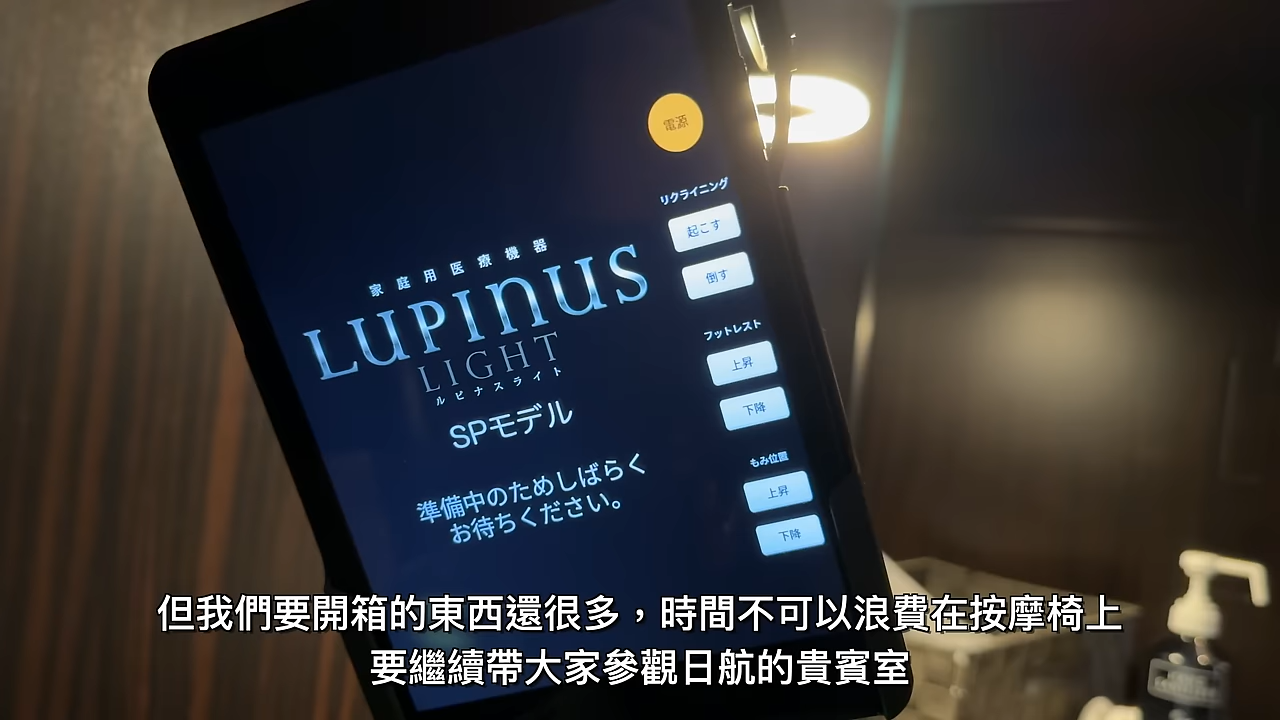 電源
リクライニング
起こす
倒す
家庭用医療機器
LUPINUS
LIGHT
ルピナスライト
SPモデル
フットレスト
上昇
下降
準備中のためしばらく
お待ちください。
もみ位置
上昇
下降
但我們要開箱的東西還很多，時間不可以浪費在按摩椅上
要繼續帶大家參觀日航的貴賓室